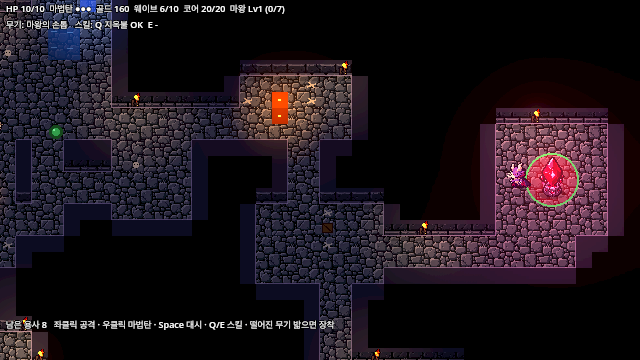 HP 10/10 마법탄 ●●● 골드 160 웨이브 6/10 코어 20/20 마왕 Lv1 (0/7)
무기: 마왕의 손톱 · 스킬: Q 지옥불 OK E -
남은 용사 8 좌클릭 공격 · 우클릭 마법탄 · Space 대시 · Q/E 스킬 · 떨어진 무기 밟으면 장착